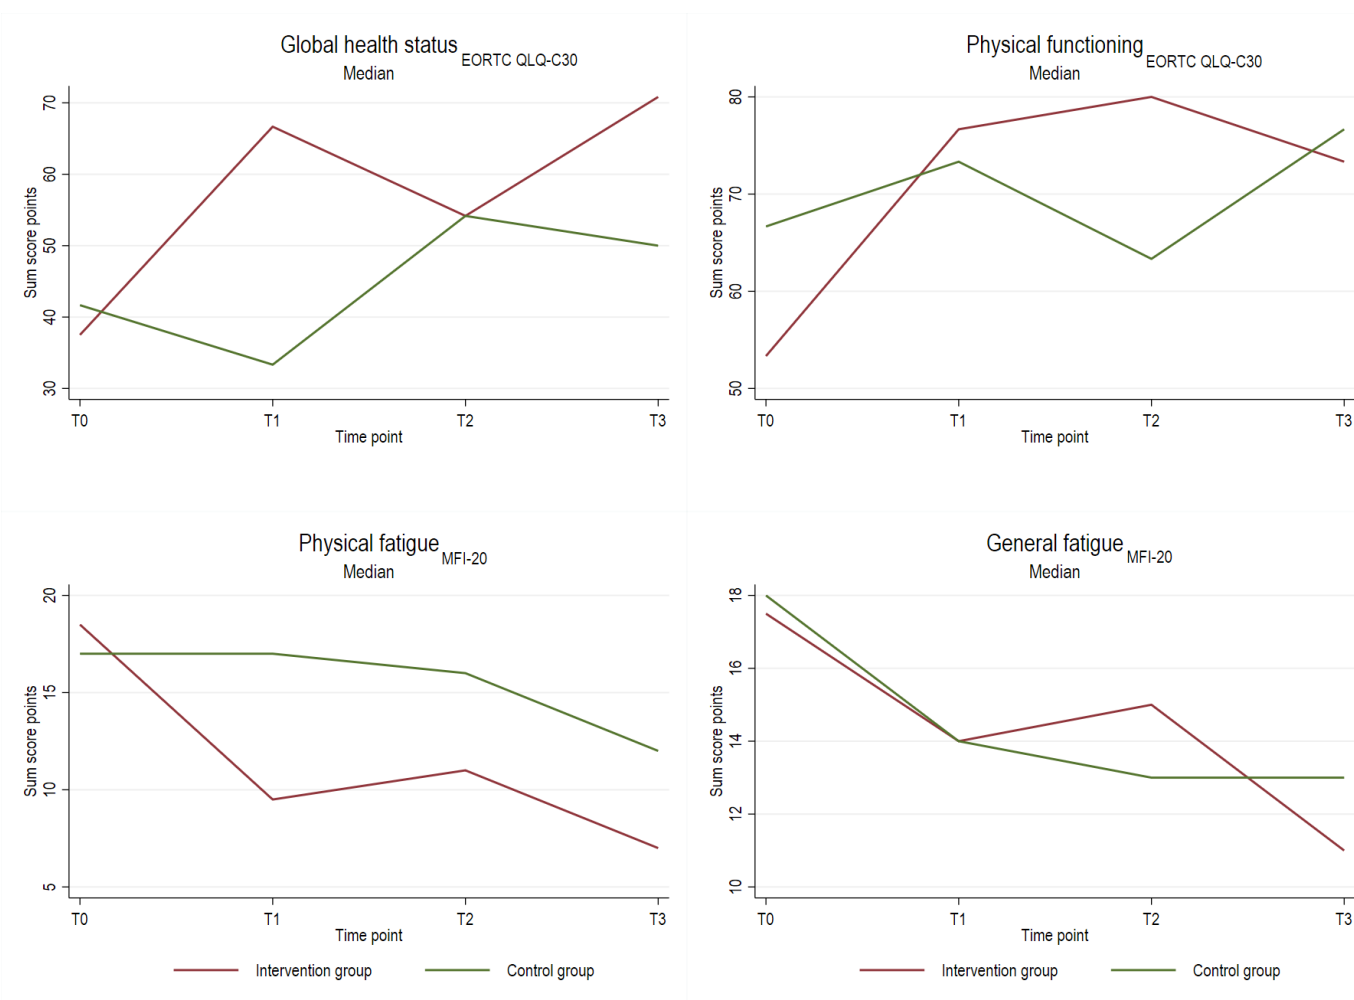 Global health status EORTC QLQ-C30
Median
Sum score points
70
60
50
40
30
T0 T1 T2 T3
Time point
Physical functioning EORTC QLQ-C30
Median
Sum score points
80
70
60
50
T0 T1 T2 T3
Time point
Physical fatigue MFI-20
Median
Sum score points
20
15
10
5
T0 T1 T2 T3
Time point
Intervention group Control group
General fatigue MFI-20
Median
Sum score points
18
16
14
12
10
T0 T1 T2 T3
Time point
Intervention group Control group